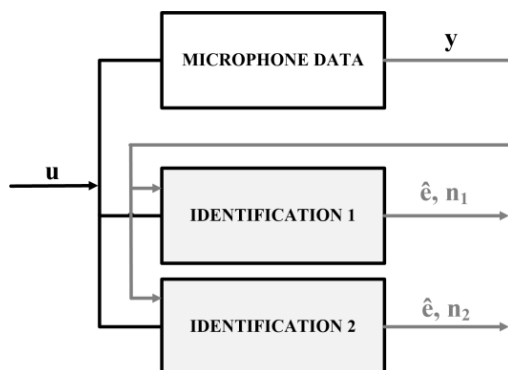 y
MICROPHONE DATA
u
IDENTIFICATION 1
ê, n₁
IDENTIFICATION 2
ê, n₂